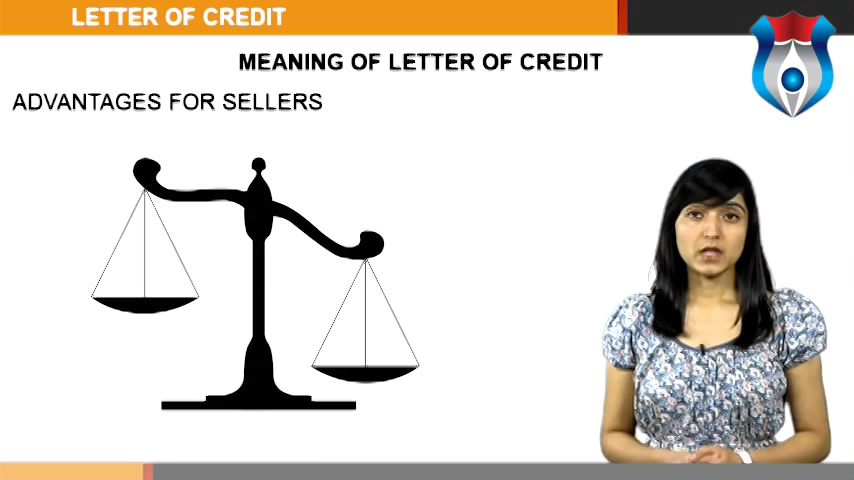 LETTER OF CREDIT
MEANING OF LETTER OF CREDIT
ADVANTAGES FOR SELLERS